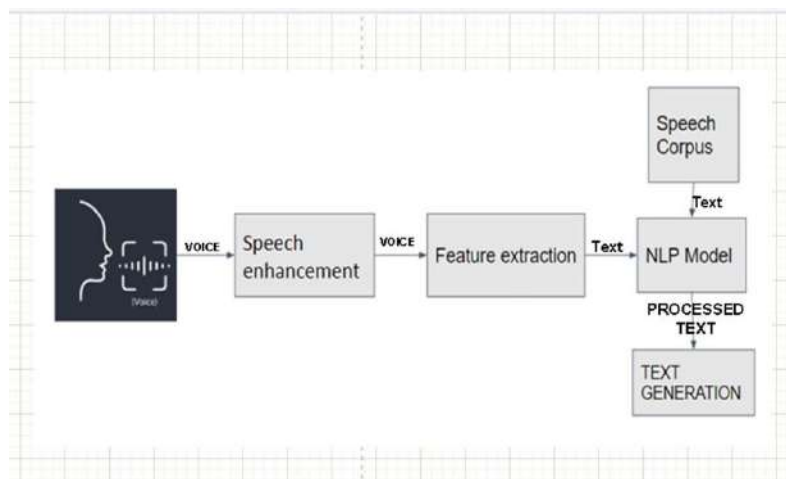 (Voice)
VOICE
Speech
enhancement
VOICE
Feature extraction
Text
Speech
Corpus
Text
NLP Model
PROCESSED
TEXT
TEXT
GENERATION